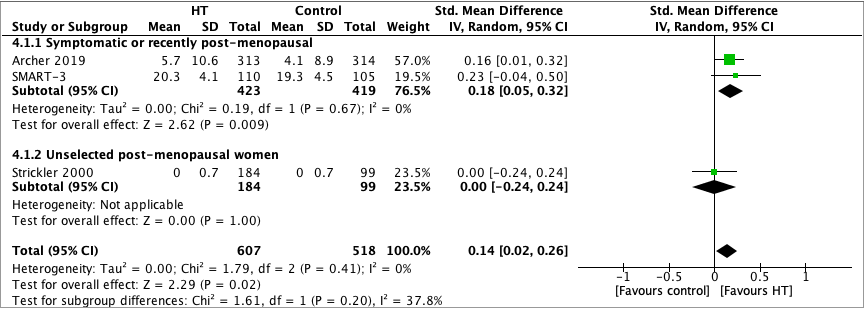 HT Control Std. Mean Difference Std. Mean Difference
Study or Subgroup Mean SD Total Mean SD Total Weight IV, Random, 95% CI IV, Random, 95% CI
4.1.1 Symptomatic or recently post-menopausal
Archer 2019 5.7 10.6 313 4.1 8.9 314 57.0% 0.16 [0.01, 0.32]
SMART-3 20.3 4.1 110 19.3 4.5 105 19.5% 0.23 [-0.04, 0.50]
Subtotal (95% CI) 423 419 76.5% 0.18 [0.05, 0.32]
Heterogeneity: Tau² = 0.00; Chi² = 0.19, df = 1 (P = 0.67); I² = 0%
Test for overall effect: Z = 2.62 (P = 0.009)
4.1.2 Unselected post-menopausal women
Strickler 2000 0 0.7 184 0 0.7 99 23.5% 0.00 [-0.24, 0.24]
Subtotal (95% CI) 184 99 23.5% 0.00 [-0.24, 0.24]
Heterogeneity: Not applicable
Test for overall effect: Z = 0.00 (P = 1.00)
Total (95% CI) 607 518 100.0% 0.14 [0.02, 0.26]
Heterogeneity: Tau² = 0.00; Chi² = 1.79, df = 2 (P = 0.41); I² = 0%
Test for overall effect: Z = 2.29 (P = 0.02)
Test for subgroup differences: Chi² = 1.61, df = 1 (P = 0.20), I² = 37.8%
-1 -0.5 0 0.5 1
[Favours control] [Favours HT]